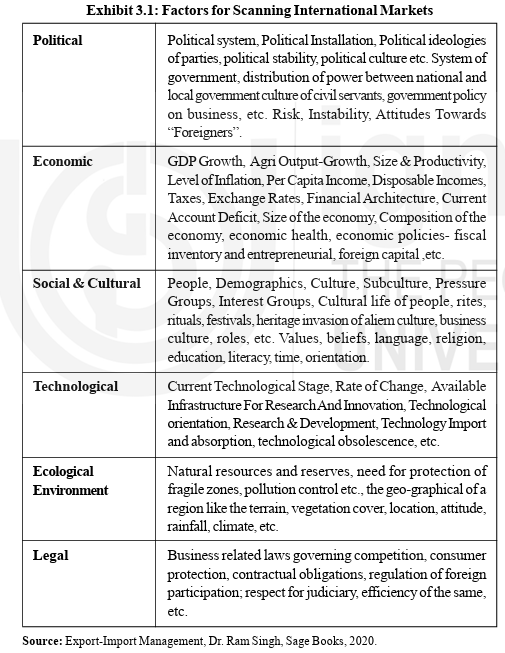 Exhibit 3.1: Factors for Scanning International Markets
Political
Political system, Political Installation, Political ideologies
of parties, political stability, political culture etc. System of
government, distribution of power between national and
local government culture of civil servants, government policy
on business, etc. Risk, Instability, Attitudes Towards
“Foreigners”.
Economic
GDP Growth, Agri Output-Growth, Size & Productivity,
Level of Inflation, Per Capita Income, Disposable Incomes,
Taxes, Exchange Rates, Financial Architecture, Current
Account Deficit, Size of the economy, Composition of the
economy, economic health, economic policies- fiscal
inventory and entrepreneurial, foreign capital ,etc.
Social & Cultural
People, Demographics, Culture, Subculture, Pressure
Groups, Interest Groups, Cultural life of people, rites,
rituals, festivals, heritage invasion of aliem culture, business
culture, roles, etc. Values, beliefs, language, religion,
education, literacy, time, orientation.
Technological
Current Technological Stage, Rate of Change, Available
Infrastructure For Research And Innovation, Technological
orientation, Research & Development, Technology Import
and absorption, technological obsolescence, etc.
Ecological
Environment
Natural resources and reserves, need for protection of
fragile zones, pollution control etc., the geo-graphical of a
region like the terrain, vegetation cover, location, attitude,
rainfall, climate, etc.
Legal
Business related laws governing competition, consumer
protection, contractual obligations, regulation of foreign
participation; respect for judiciary, efficiency of the same,
etc.
Source: Export-Import Management, Dr. Ram Singh, Sage Books, 2020.